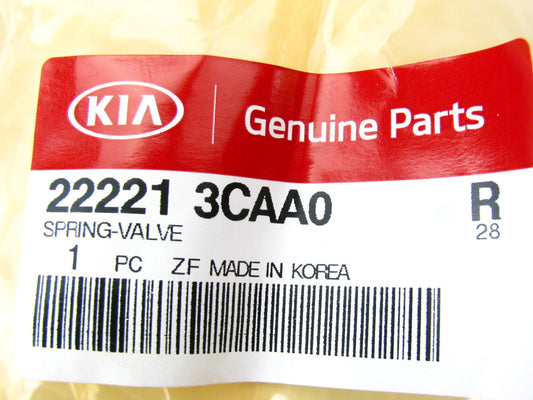 KIA Genuine Parts
22221 3CAA0 R
SPRING-VALVE 28
1 PC ZF MADE IN KOREA